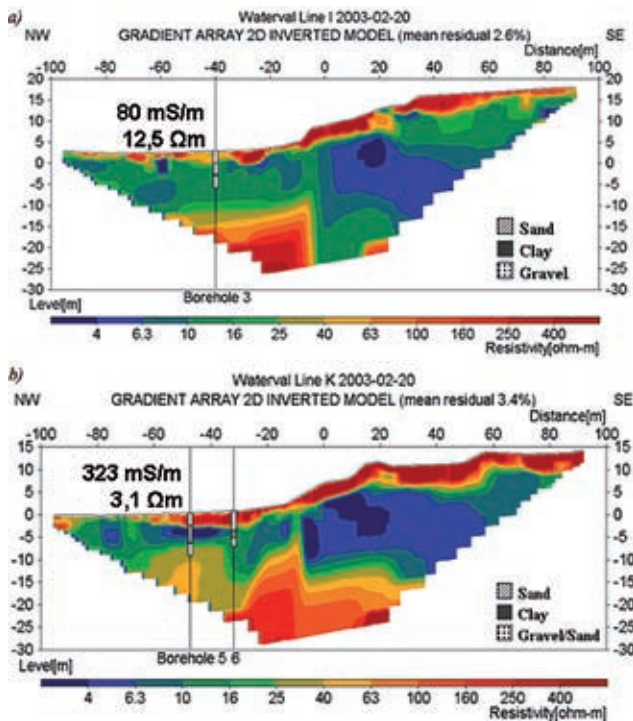 a)
Waterval Line I 2003-02-20
NW GRADIENT ARRAY 2D INVERTED MODEL (mean residual 2.6%) SE
Distance[m]
-100 -80 -60 -40 -20 0 20 40 60 80 100
20 20
15 15
10 10
5 5
0 0
-5 -5
-10 -10
-15 -15
-20 -20
-25 -25
-30 -30
80 mS/m
12,5 Ωm
Sand
Clay
Gravel
Level[m]
Borehole 3
4 6.3 10 16 25 40 63 100 160 250 400
Resistivity[ohm-m]
b)
Waterval Line K 2003-02-20
NW GRADIENT ARRAY 2D INVERTED MODEL (mean residual 3.4%) SE
Distance[m]
-100 -80 -60 -40 -20 0 20 40 60 80 100
15 15
10 10
5 5
0 0
-5 -5
-10 -10
-15 -15
-20 -20
-25 -25
-30 -30
323 mS/m
3,1 Ωm
Sand
Clay
Gravel/Sand
Level[m]
Borehole 5 6
4 6.3 10 16 25 40 63 100 160 250 400
Resistivity[ohm-m]